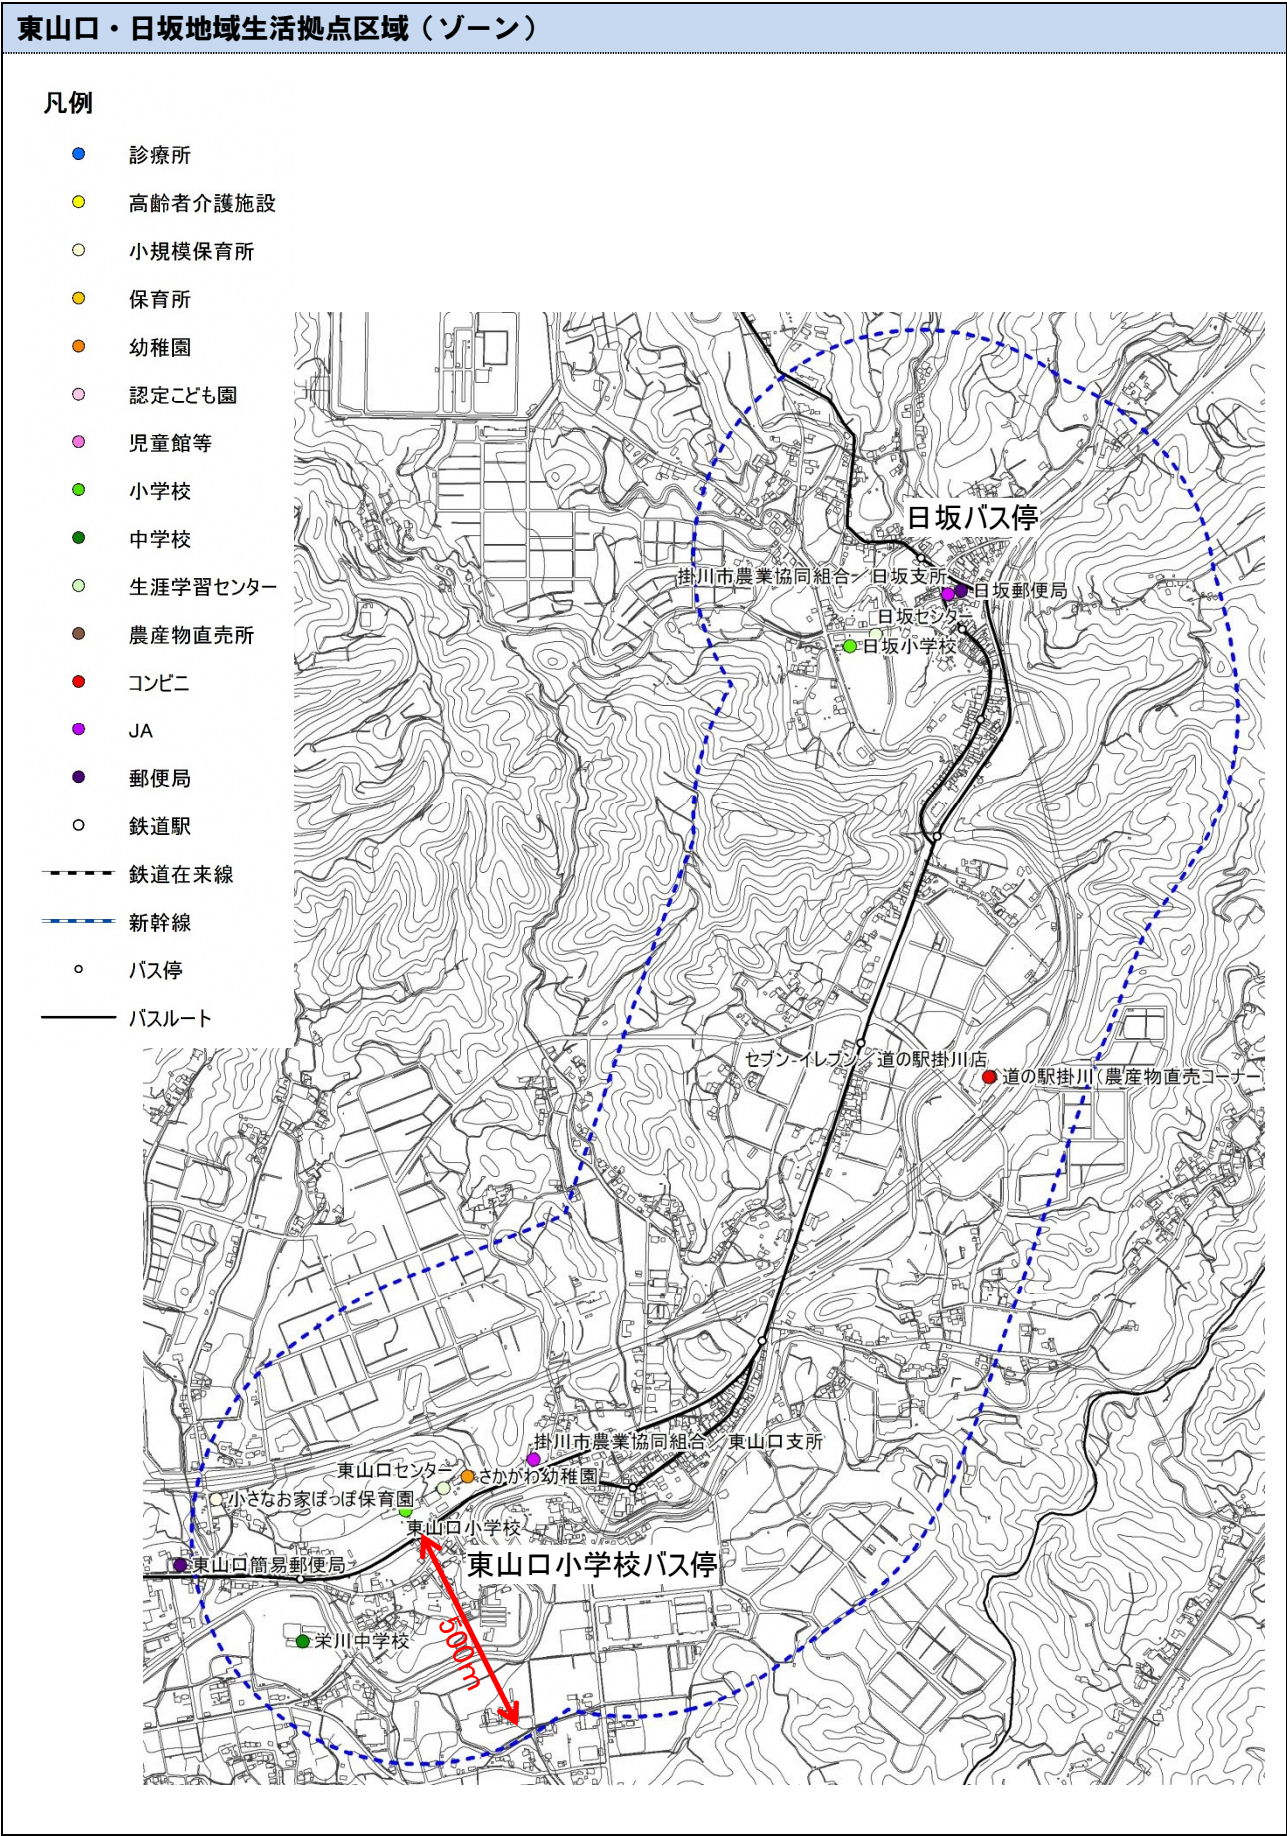 東山口・日坂地域生活拠点区域（ゾーン）
凡例
診療所
高齢者介護施設
小規模保育所
保育所
幼稚園
認定こども園
児童館等
小学校
中学校
生涯学習センター
農産物直売所
コンビニ
JA
郵便局
鉄道駅
鉄道在来線
新幹線
バス停
バスルート
日坂バス停
掛川市農業協同組合 日坂支所
日坂郵便局
日坂センター
日坂小学校
セブン-イレブン 道の駅掛川店
道の駅掛川（農産物直売コーナー
掛川市農業協同組合 東山口支所
東山口センター
さかがわ幼稚園
小さなお家ぽっぽ保育園
東山口小学校
東山口小学校バス停
東山口簡易郵便局
500m
栄川中学校